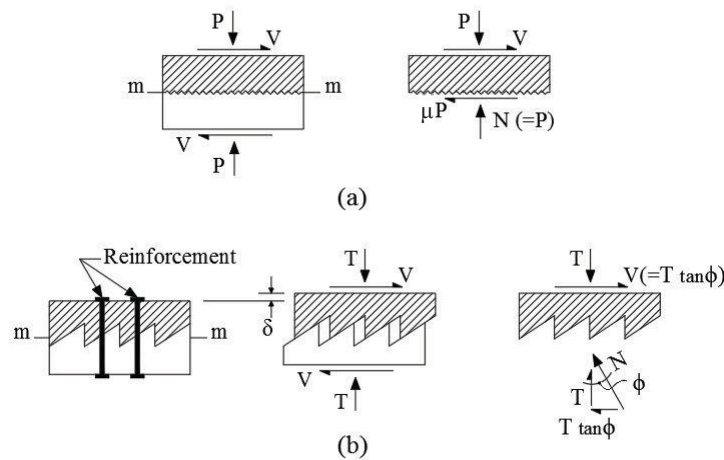 P V P V
m m
μP N (=P)
V
P
(a)
Reinforcement
T V T V(=T tanϕ)
m m δ
V
T T N ϕ
T tanϕ
(b)